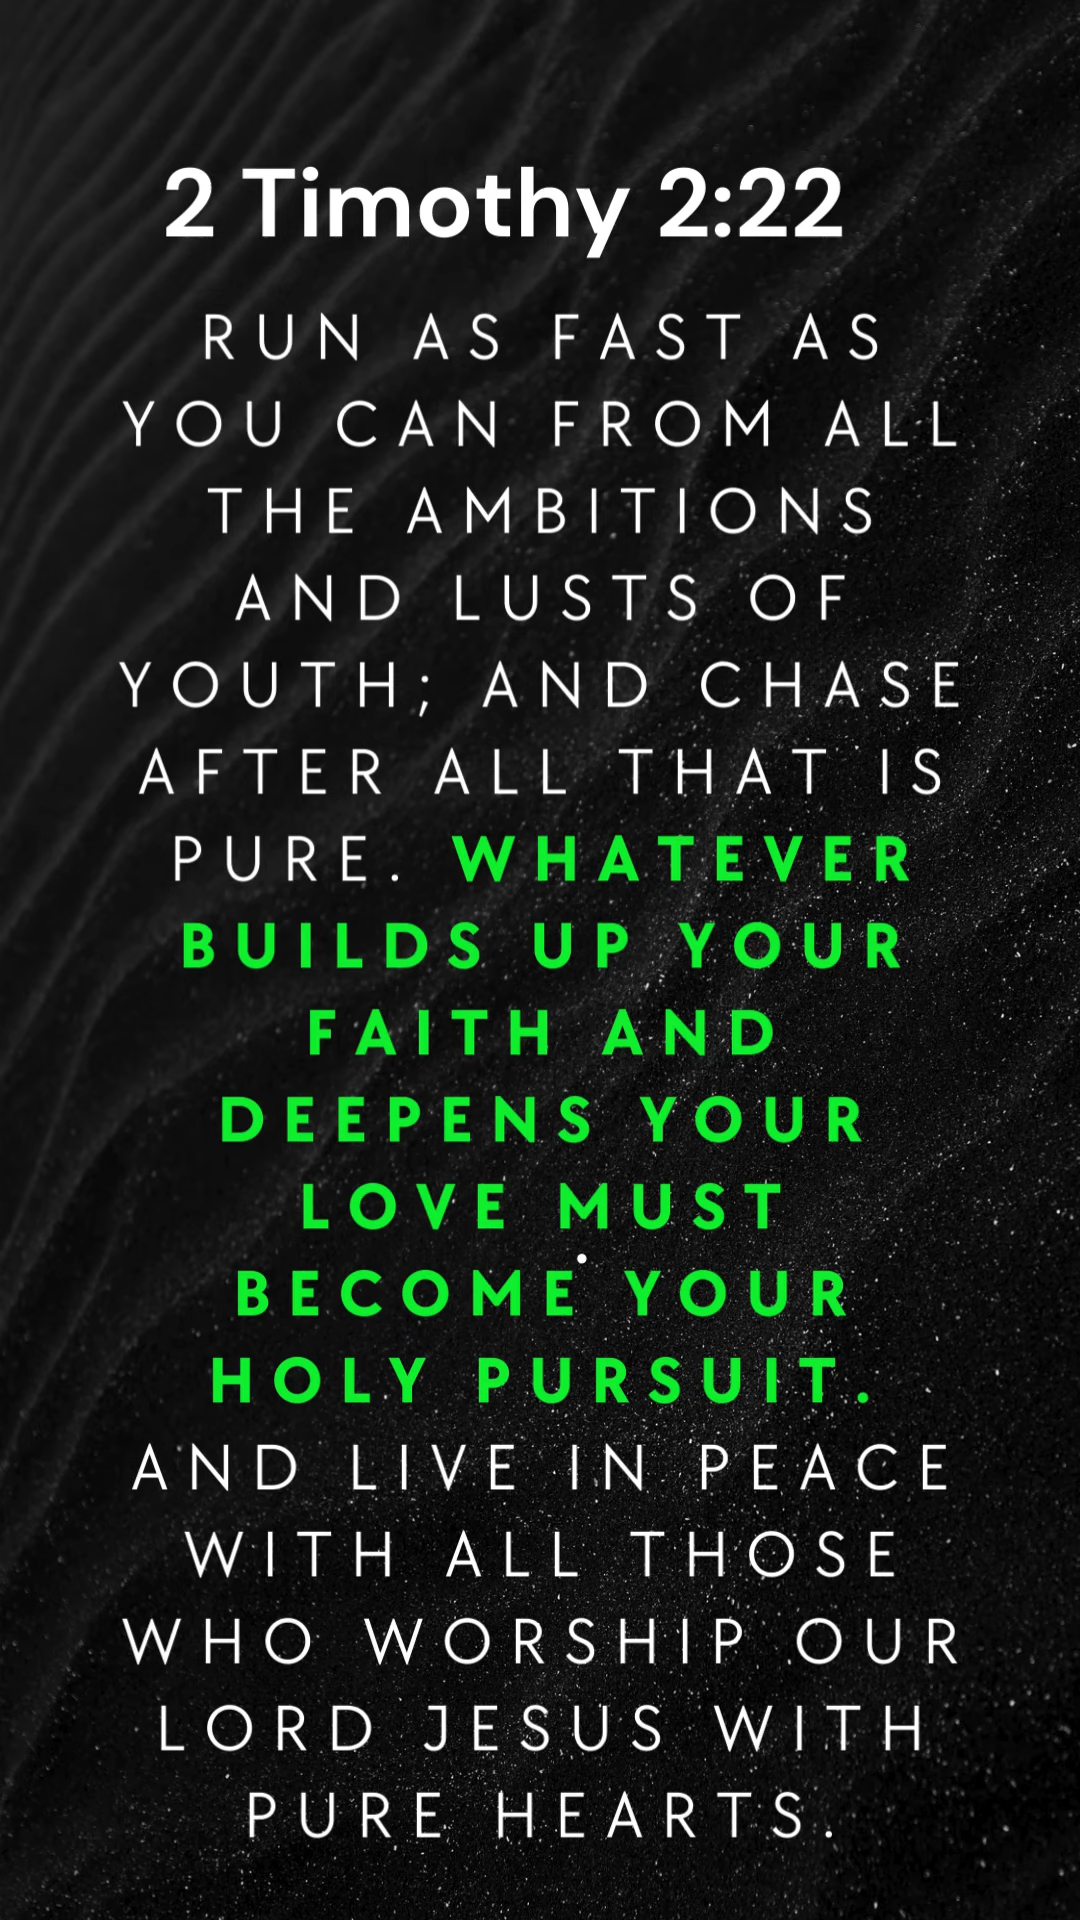 2 Timothy 2:22
RUN AS FAST AS
YOU CAN FROM ALL
THE AMBITIONS
AND LUSTS OF
YOUTH; AND CHASE
AFTER ALL THAT IS
PURE. WHATEVER
BUILDS UP YOUR
FAITH AND
DEEPENS YOUR
LOVE MUST
BECOME YOUR
HOLY PURSUIT.
AND LIVE IN PEACE
WITH ALL THOSE
WHO WORSHIP OUR
LORD JESUS WITH
PURE HEARTS.